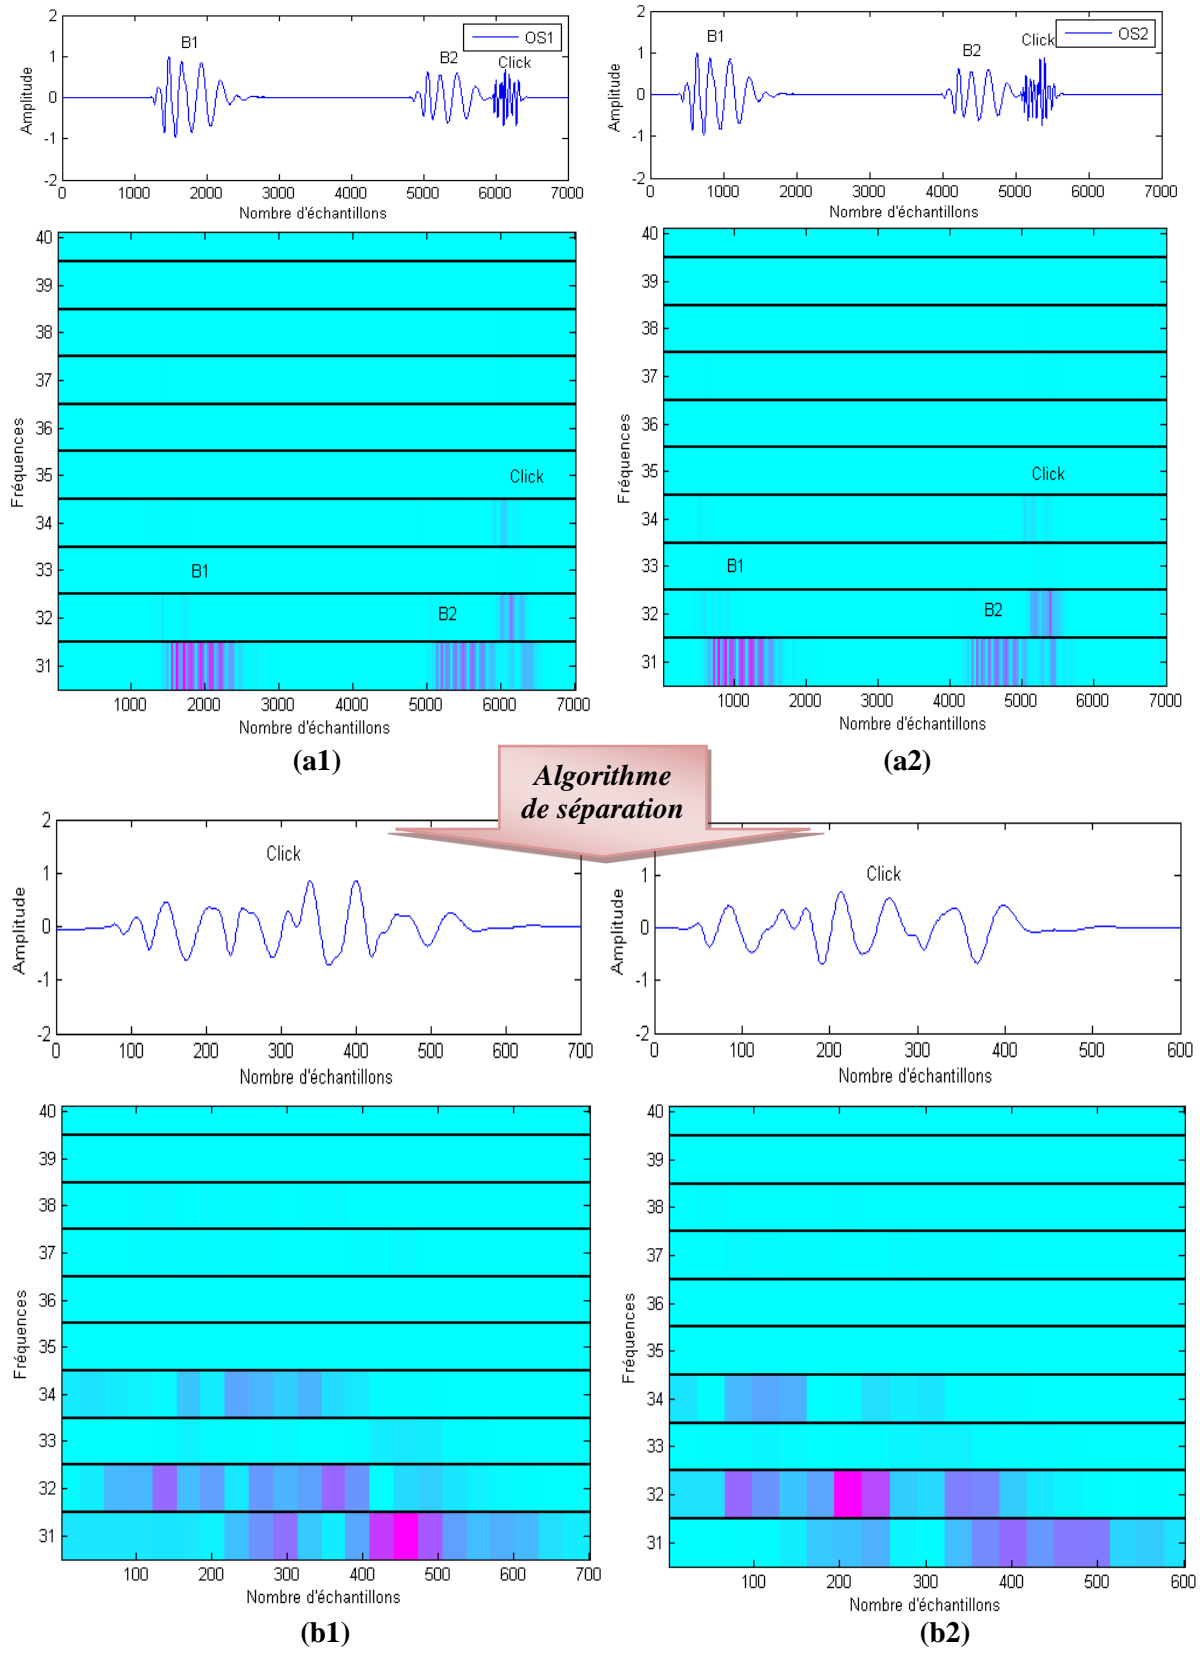 2
1
0
-1
-2
Amplitude
B1
B2
Click
OS1
0 1000 2000 3000 4000 5000 6000 7000
Nombre d'échantillons
2
1
0
-1
-2
Amplitude
B1
B2
Click
OS2
0 1000 2000 3000 4000 5000 6000 7000
Nombre d'échantillons
40
39
38
37
36
35
34
33
32
31
Fréquences
Click
B1
B2
1000 2000 3000 4000 5000 6000 7000
Nombre d'échantillons
(a1)
40
39
38
37
36
35
34
33
32
31
Fréquences
Click
B1
B2
1000 2000 3000 4000 5000 6000 7000
Nombre d'échantillons
(a2)
Algorithme
de séparation
2
1
0
-1
-2
Amplitude
Click
0 100 200 300 400 500 600 700
Nombre d'échantillons
1
0
-1
-2
Amplitude
Click
0 100 200 300 400 500 600
Nombre d'échantillons
40
39
38
37
36
35
34
33
32
31
Fréquences
100 200 300 400 500 600 700
Nombre d'échantillons
(b1)
40
39
38
37
36
35
34
33
32
31
Fréquences
100 200 300 400 500 600
Nombre d'échantillons
(b2)